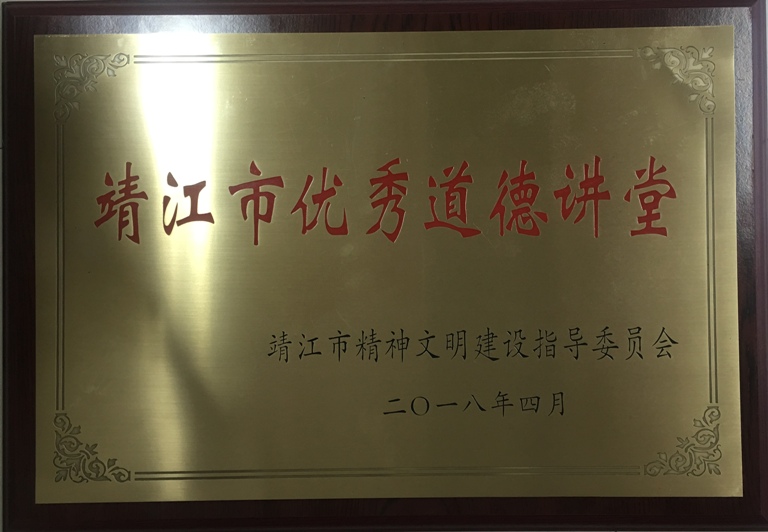 靖江市优秀道德讲堂
靖江市精神文明建设指导委员会
二〇一八年四月